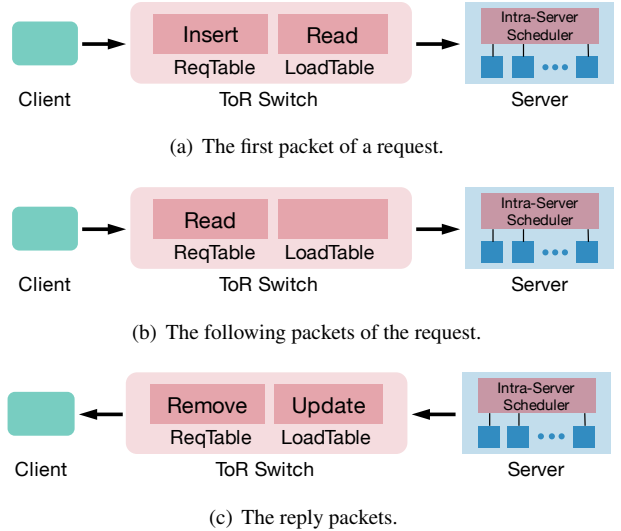 Insert Read
ReqTable LoadTable
Intra-Server
Scheduler
Client ToR Switch Server
(a) The first packet of a request.
Read
ReqTable LoadTable
Intra-Server
Scheduler
Client ToR Switch Server
(b) The following packets of the request.
Remove Update
ReqTable LoadTable
Intra-Server
Scheduler
Client ToR Switch Server
(c) The reply packets.